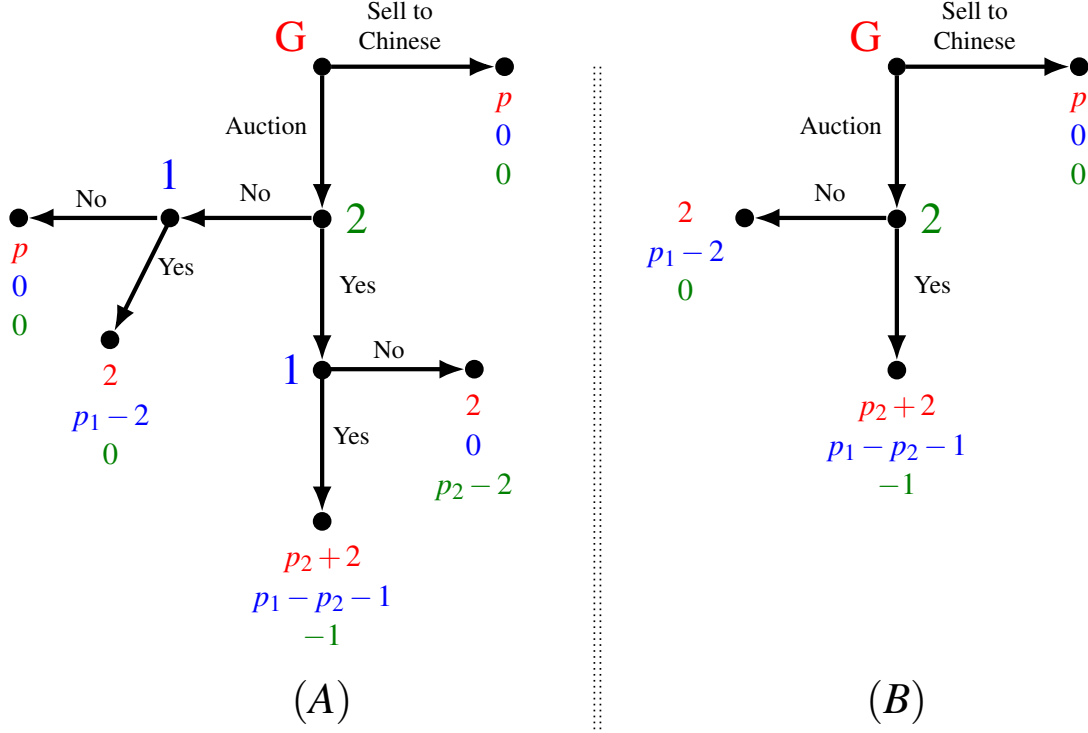 G
Sell to
Chinese
p
0
0
Auction
1
No
No
2
Yes
Yes
p
0
0
2
p₁ − 2
0
1
No
Yes
2
0
p₂ − 2
p₂ + 2
p₁ − p₂ − 1
−1
(A)
G
Sell to
Chinese
p
0
0
Auction
No
2
2
p₁ − 2
0
Yes
p₂ + 2
p₁ − p₂ − 1
−1
(B)